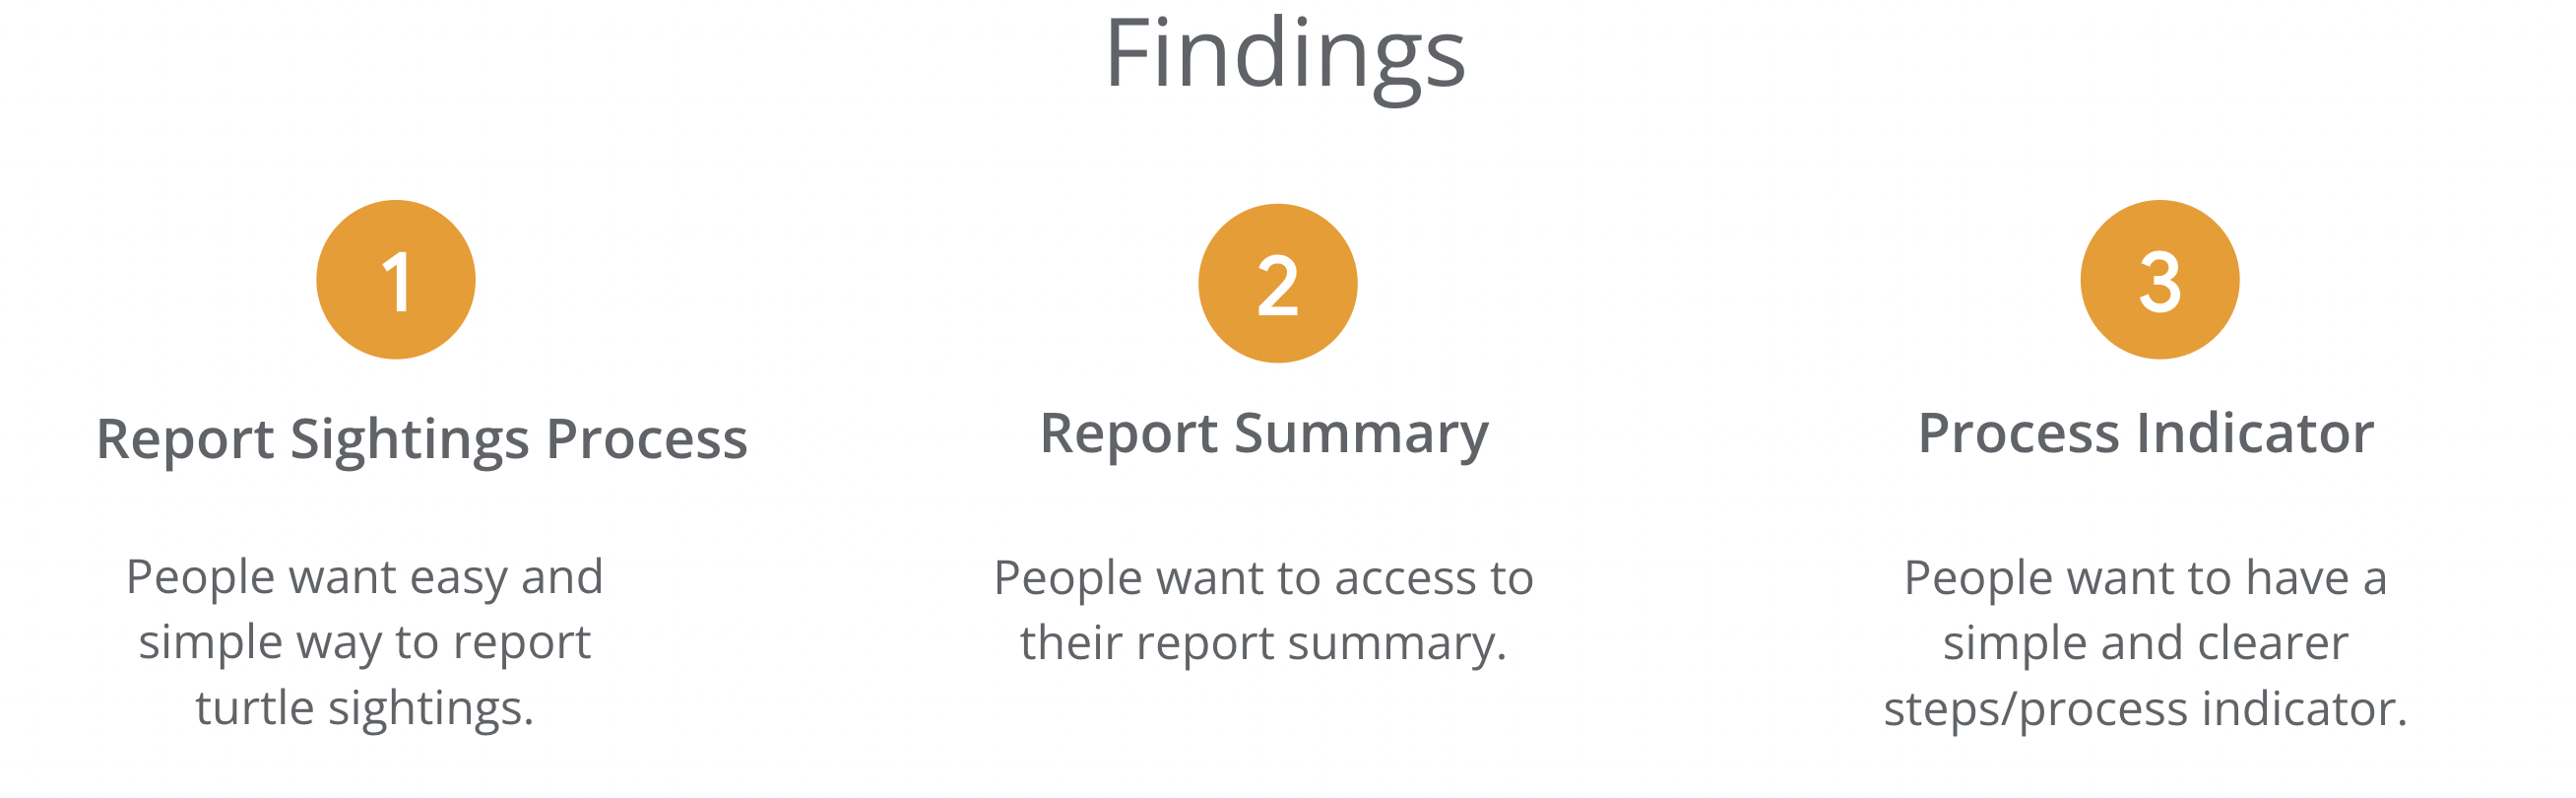 Findings
1
Report Sightings Process
People want easy and
simple way to report
turtle sightings.
2
Report Summary
People want to access to
their report summary.
3
Process Indicator
People want to have a
simple and clearer
steps/process indicator.